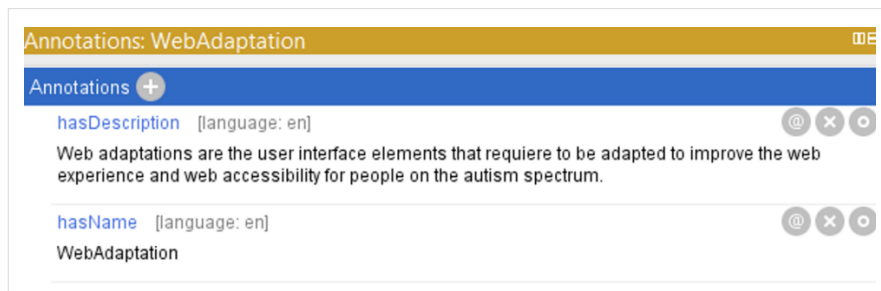 Annotations: WebAdaptation
Annotations
hasDescription [language: en]
Web adaptations are the user interface elements that requiere to be adapted to improve the web
experience and web accessibility for people on the autism spectrum.
hasName [language: en]
WebAdaptation